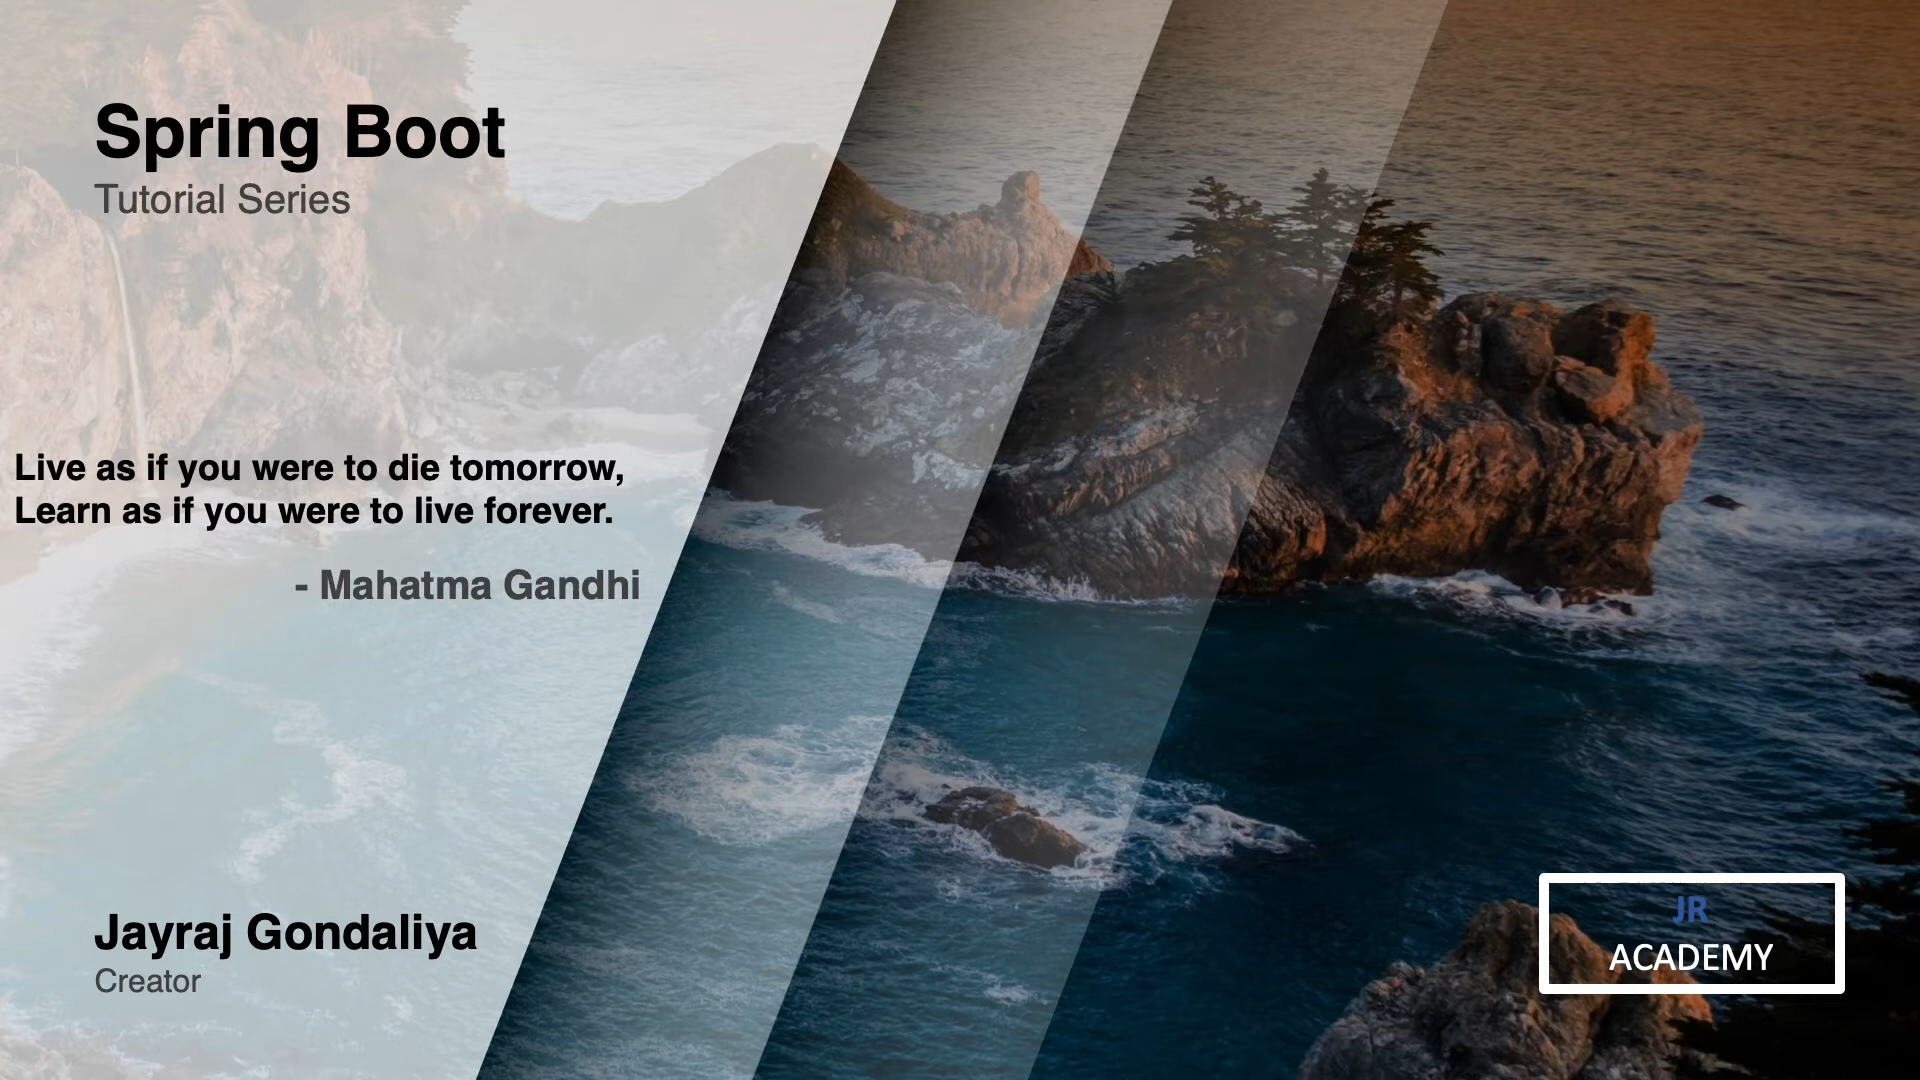 Spring Boot
Tutorial Series
Live as if you were to die tomorrow,
Learn as if you were to live forever.
- Mahatma Gandhi
Jayraj Gondaliya
Creator
JR
ACADEMY